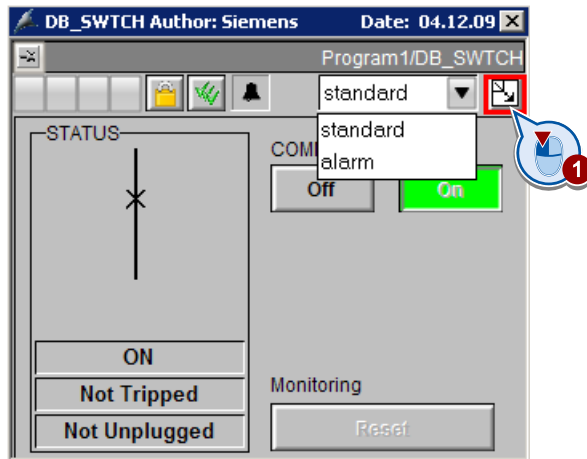 DB_SWTCH Author: Siemens Date: 04.12.09
Program1/DB_SWTCH
standard
standard
alarm
1
STATUS
COM
Off On
ON
Not Tripped
Not Unplugged
Monitoring
Reset